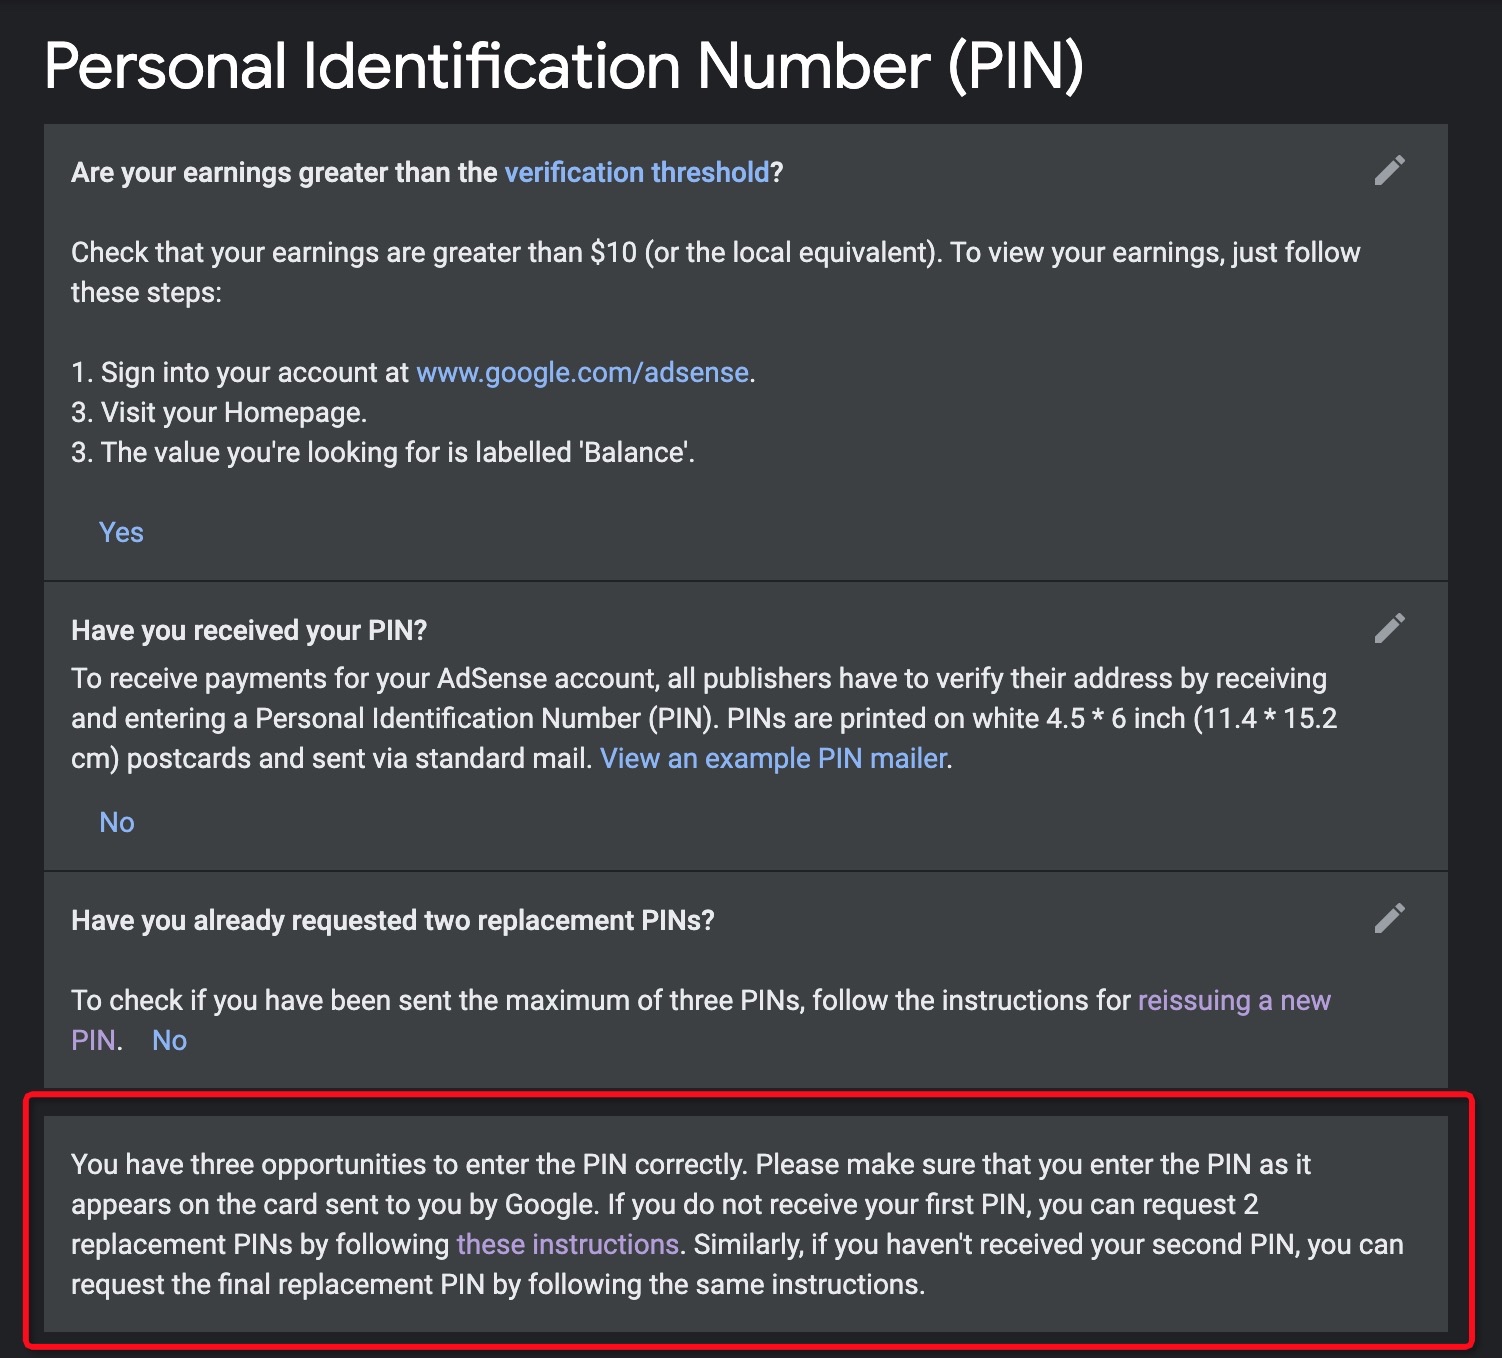 Personal Identification Number (PIN)
Are your earnings greater than the verification threshold?
Check that your earnings are greater than $10 (or the local equivalent). To view your earnings, just follow
these steps:
1. Sign into your account at www.google.com/adsense.
3. Visit your Homepage.
3. The value you're looking for is labelled 'Balance'.
Yes
Have you received your PIN?
To receive payments for your AdSense account, all publishers have to verify their address by receiving
and entering a Personal Identification Number (PIN). PINs are printed on white 4.5 * 6 inch (11.4 * 15.2
cm) postcards and sent via standard mail. View an example PIN mailer.
No
Have you already requested two replacement PINs?
To check if you have been sent the maximum of three PINs, follow the instructions for reissuing a new
PIN. No
You have three opportunities to enter the PIN correctly. Please make sure that you enter the PIN as it
appears on the card sent to you by Google. If you do not receive your first PIN, you can request 2
replacement PINs by following these instructions. Similarly, if you haven't received your second PIN, you can
request the final replacement PIN by following the same instructions.